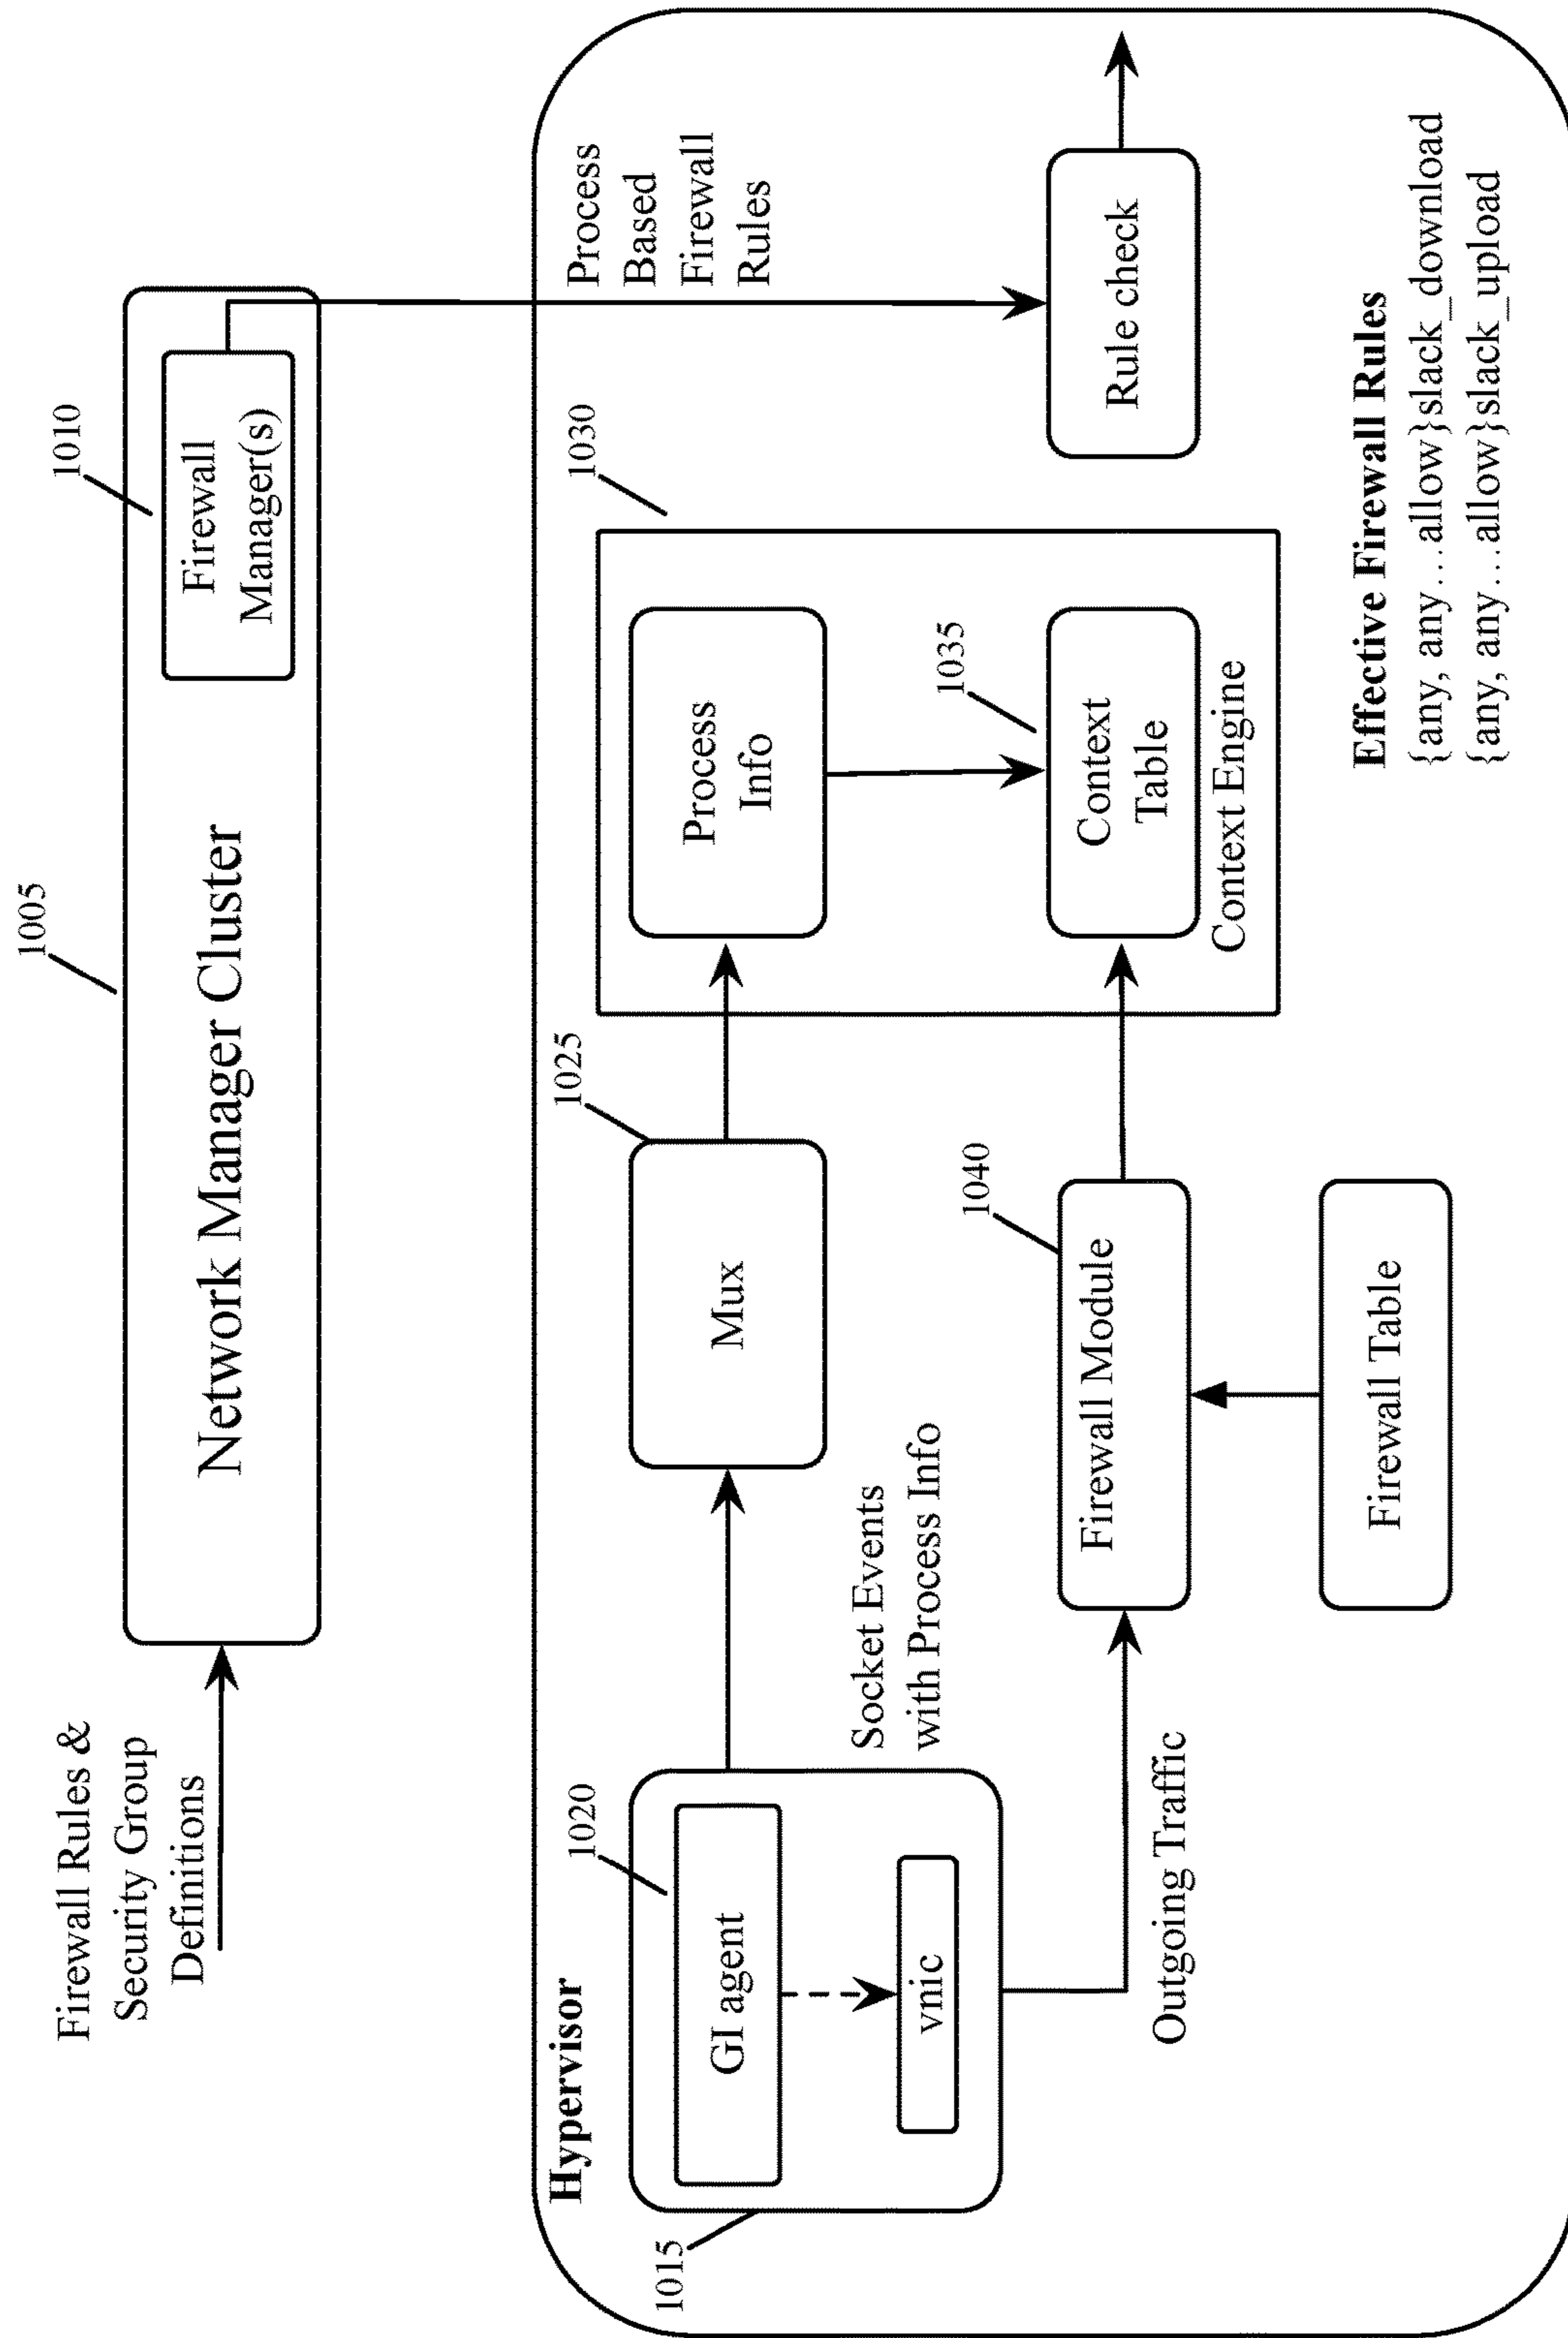 1005
1010
Firewall Rules &
Security Group
Definitions
Network Manager Cluster
Firewall
Manager(s)
Hypervisor
1015
1020
GI agent
vnic
Socket Events
with Process Info
Outgoing Traffic
1025
Mux
1040
Firewall Module
Firewall Table
1030
Process
Info
1035
Context
Table
Context Engine
Process
Based
Firewall
Rules
Rule check
Effective Firewall Rules
{any, any...allow}slack_download
{any, any...allow}slack_upload